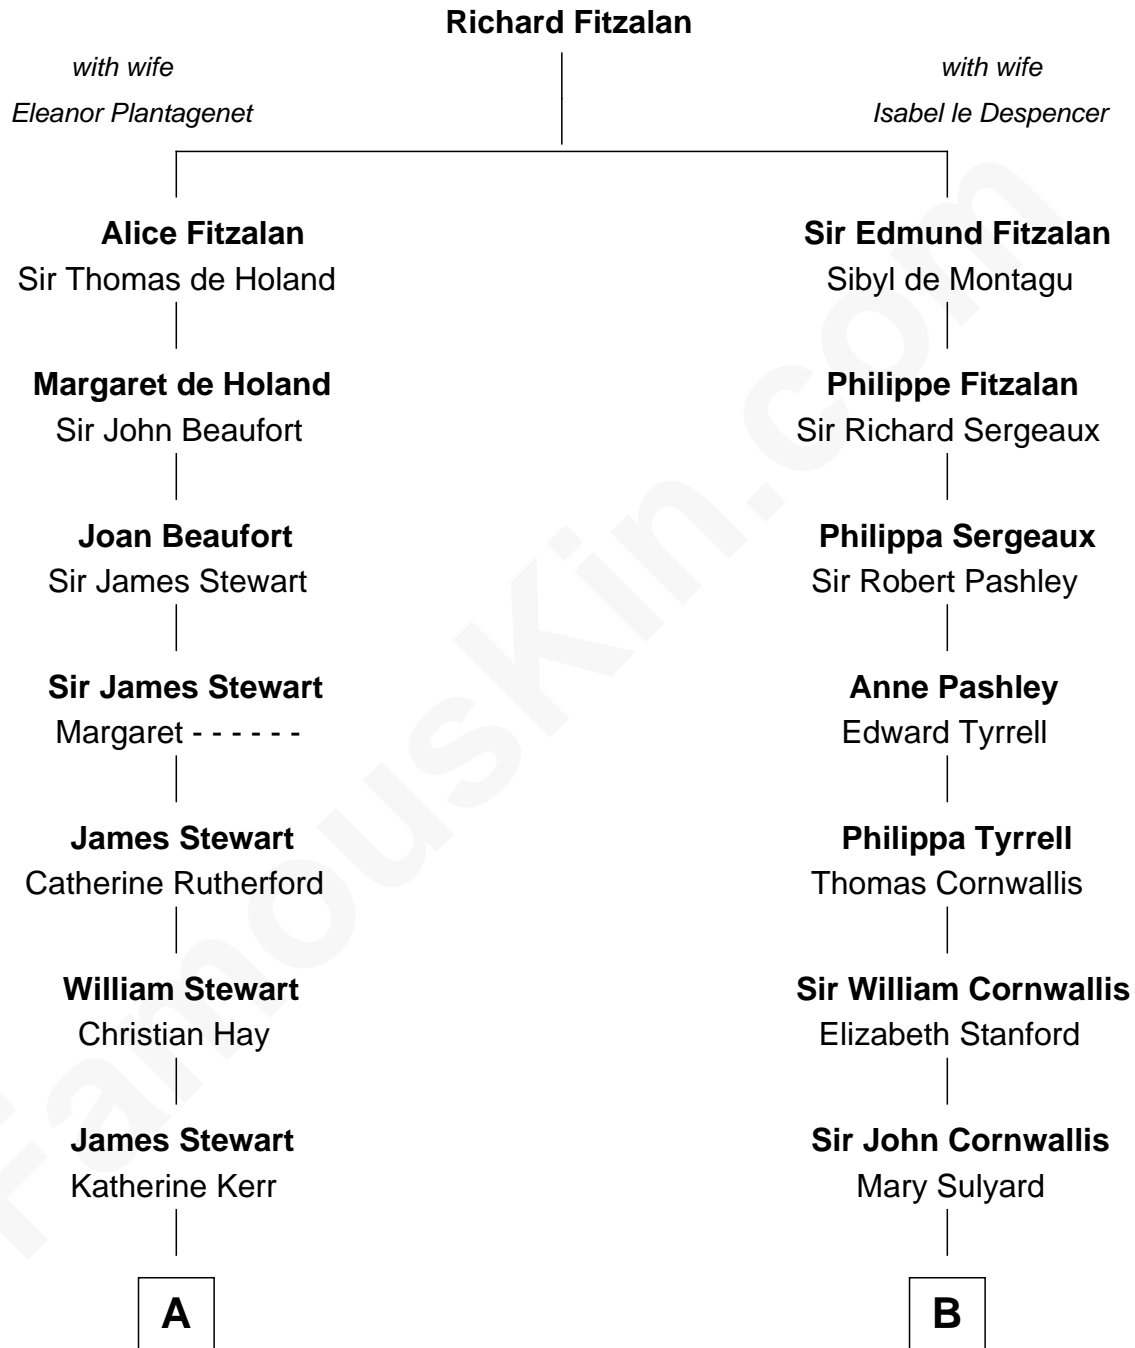 Richard Fitzalan
with wife
Eleanor Plantagenet
with wife
Isabel le Despencer
Alice Fitzalan
Sir Thomas de Holand
Sir Edmund Fitzalan
Sibyl de Montagu
Margaret de Holand
Sir John Beaufort
Philippe Fitzalan
Sir Richard Sergeaux
Joan Beaufort
Sir James Stewart
Philippa Sergeaux
Sir Robert Pashley
Sir James Stewart
Margaret - - - - - -
Anne Pashley
Edward Tyrrell
James Stewart
Catherine Rutherford
Philippa Tyrrell
Thomas Cornwallis
William Stewart
Christian Hay
Sir William Cornwallis
Elizabeth Stanford
James Stewart
Katherine Kerr
Sir John Cornwallis
Mary Sulyard
A
B
FamousKin.com